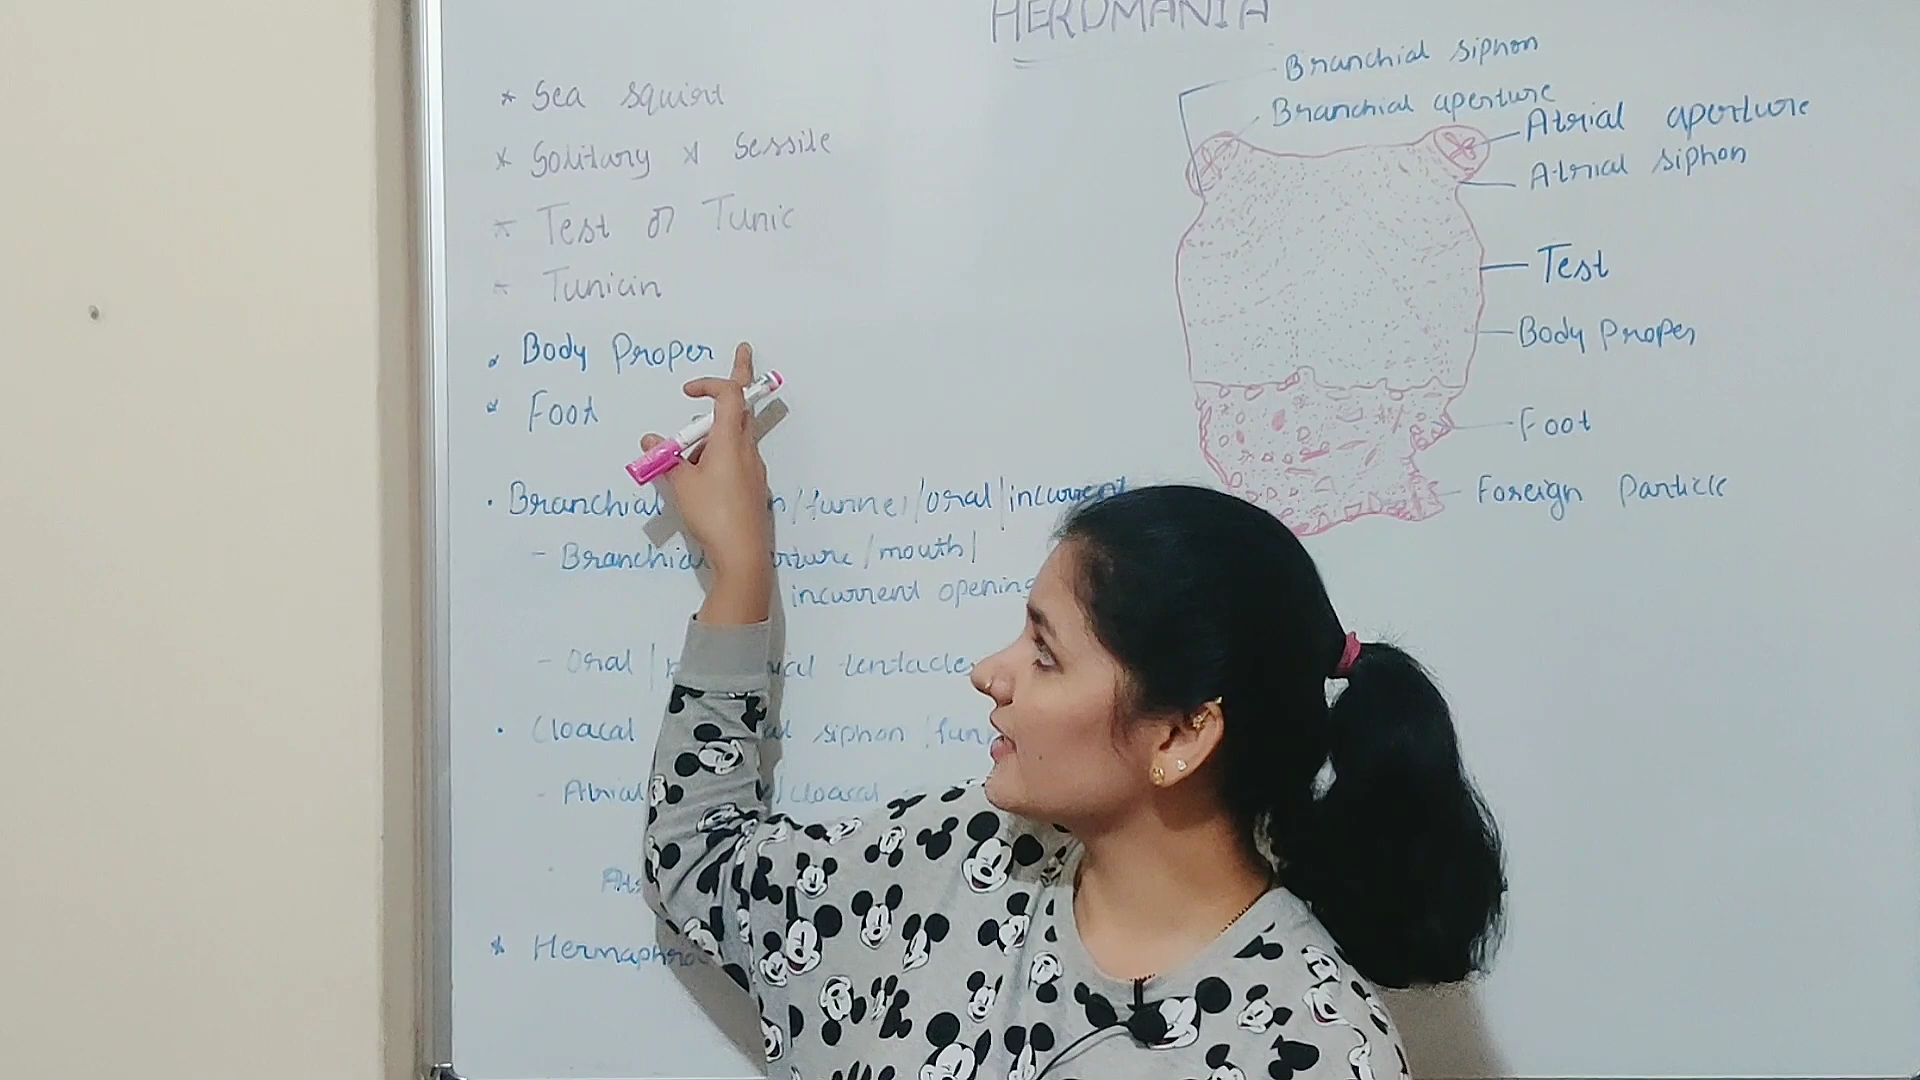 HERDMANIA
* Sea squirt
* Solitary & Sessile
* Test or Tunic
* Tunicin
* Body Proper
* Foot
• Branchial /funnel/oral/incurrent
- Branchial /mouth/
incurrent opening
- Oral / tentacles
• Cloacal siphon /
- Atrial /cloacal
* 
Branchial siphon
Branchial aperture
Atrial aperture
Atrial siphon
Test
Body Proper
Foot
Foreign Particle